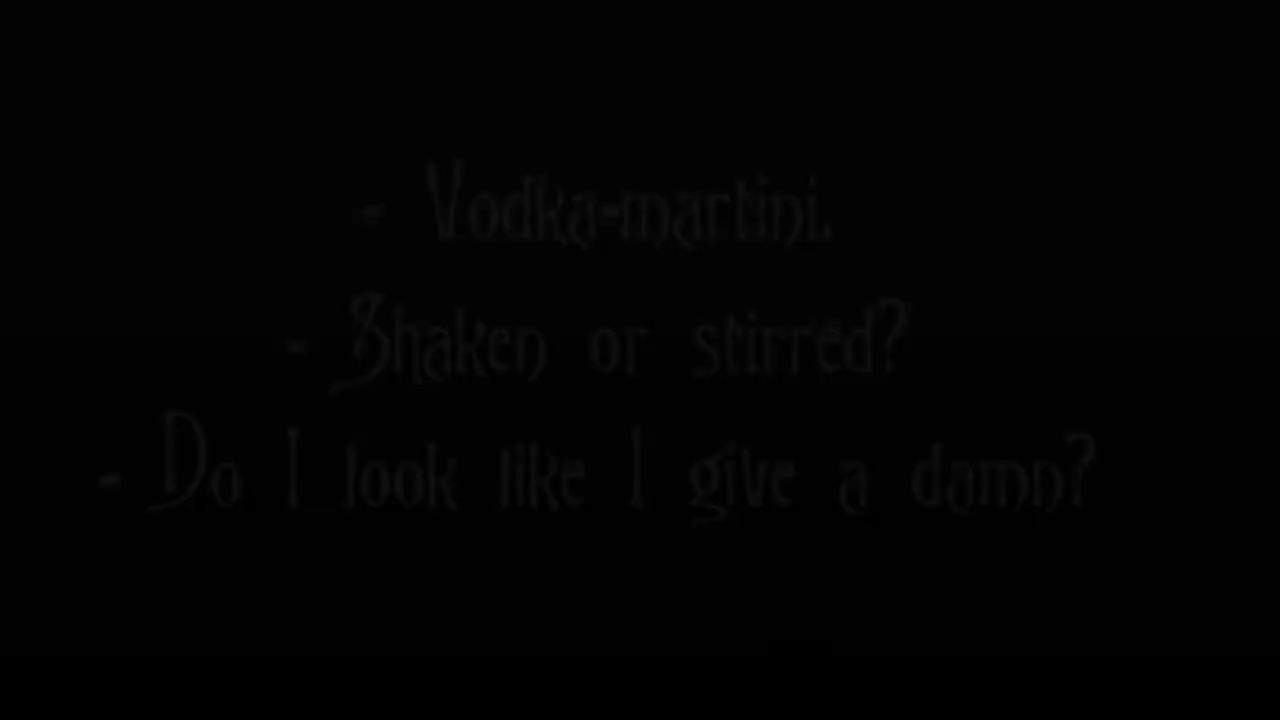 - Vodka-martini.
- Shaken or stirred?
- Do I look like I give a damn?